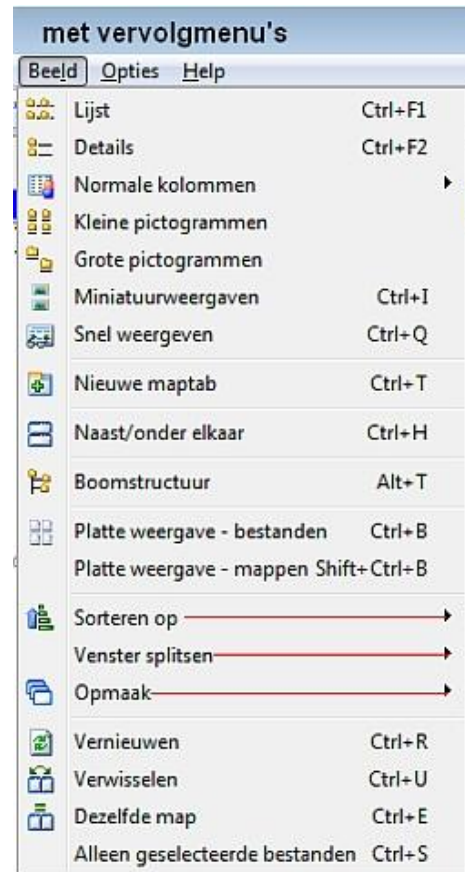 met vervolgmenu's
Beeld Opties Help
Lijst Ctrl+F1
Details Ctrl+F2
Normale kolommen
Kleine pictogrammen
Grote pictogrammen
Miniatuurweergaven Ctrl+I
Snel weergeven Ctrl+Q
Nieuwe maptab Ctrl+T
Naast/onder elkaar Ctrl+H
Boomstructuur Alt+T
Platte weergave - bestanden Ctrl+B
Platte weergave - mappen Shift+Ctrl+B
Sorteren op
Venster splitsen
Opmaak
Vernieuwen Ctrl+R
Verwisselen Ctrl+U
Dezelfde map Ctrl+E
Alleen geselecteerde bestanden Ctrl+S